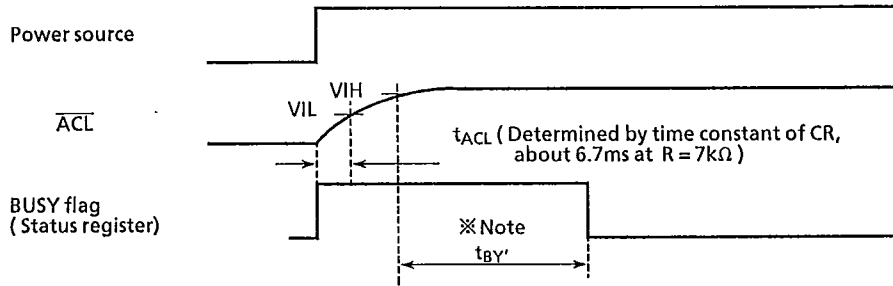 Power source
VIH
VIL
ACL
tACL ( Determined by time constant of CR,
about 6.7ms at R = 7kΩ )
BUSY flag
( Status register)
※ Note
tBY'